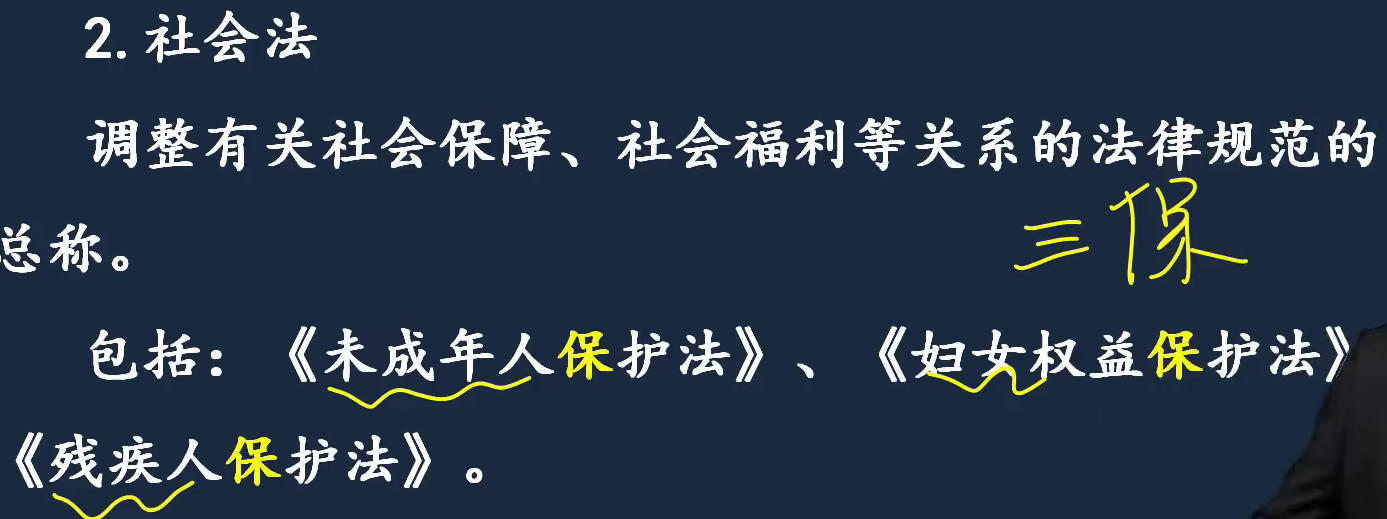 2. 社会法
调整有关社会保障、社会福利等关系的法律规范的
总称。
三保
包括：《未成年人保护法》、《妇女权益保护法》
《残疾人保护法》。